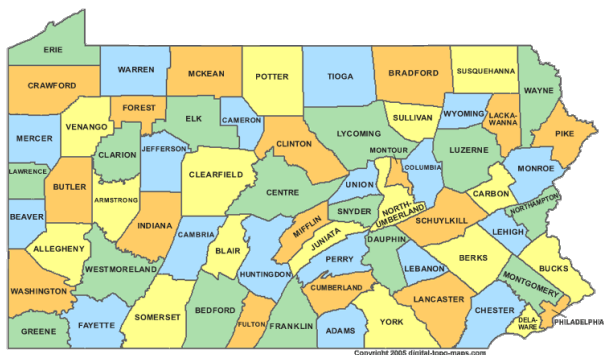 ERIE
CRAWFORD
WARREN
MCKEAN
POTTER
TIOGA
BRADFORD
SUSQUEHANNA
WAYNE
FOREST
ELK
CAMERON
SULLIVAN
WYOMING
LACKA-
WANNA
PIKE
MERCER
VENANGO
CLARION
JEFFERSON
CLINTON
LYCOMING
MONTOUR
COLUMBIA
LUZERNE
MONROE
LAWRENCE
BUTLER
ARMSTRONG
CLEARFIELD
CENTRE
UNION
SNYDER
NORTH-
UMBERLAND
CARBON
NORTHAMPTON
BEAVER
INDIANA
CAMBRIA
BLAIR
MIFFLIN
JUNIATA
SCHUYLKILL
LEHIGH
ALLEGHENY
WESTMORELAND
HUNTINGDON
PERRY
DAUPHIN
LEBANON
BERKS
BUCKS
MONTGOMERY
WASHINGTON
SOMERSET
BEDFORD
FULTON
FRANKLIN
CUMBERLAND
LANCASTER
CHESTER
DELA-
WARE
PHILADELPHIA
GREENE
FAYETTE
ADAMS
YORK
Copyright 2005 digital-topo-maps.com